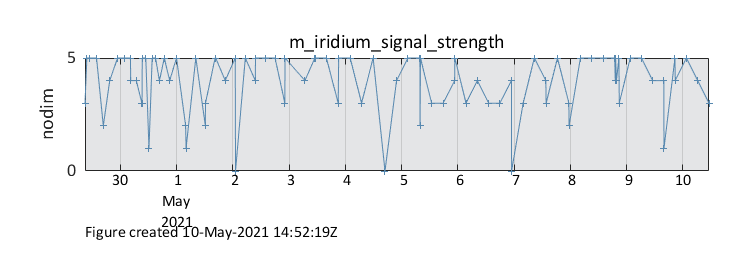 m_iridium_signal_strength
5
nodim
0
30 1 2 3 4 5 6 7 8 9 10
May
2021
Figure created 10-May-2021 14:52:19Z